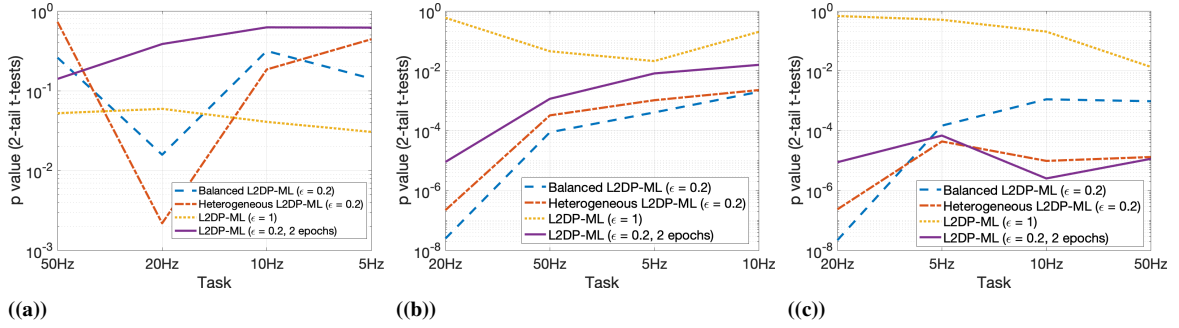 10^0
10^-1
10^-2
10^-3
p value (2-tail t-tests)
50Hz 20Hz 10Hz 5Hz
Task
Balanced L2DP-ML (ϵ = 0.2)
Heterogeneous L2DP-ML (ϵ = 0.2)
L2DP-ML (ϵ = 1)
L2DP-ML (ϵ = 0.2, 2 epochs)
((a))
10^0
10^-2
10^-4
10^-6
10^-8
p value (2-tail t-tests)
20Hz 50Hz 5Hz 10Hz
Task
Balanced L2DP-ML (ϵ = 0.2)
Heterogeneous L2DP-ML (ϵ = 0.2)
L2DP-ML (ϵ = 1)
L2DP-ML (ϵ = 0.2, 2 epochs)
((b))
10^0
10^-2
10^-4
10^-6
10^-8
p value (2-tail t-tests)
20Hz 5Hz 10Hz 50Hz
Task
Balanced L2DP-ML (ϵ = 0.2)
Heterogeneous L2DP-ML (ϵ = 0.2)
L2DP-ML (ϵ = 1)
L2DP-ML (ϵ = 0.2, 2 epochs)
((c))